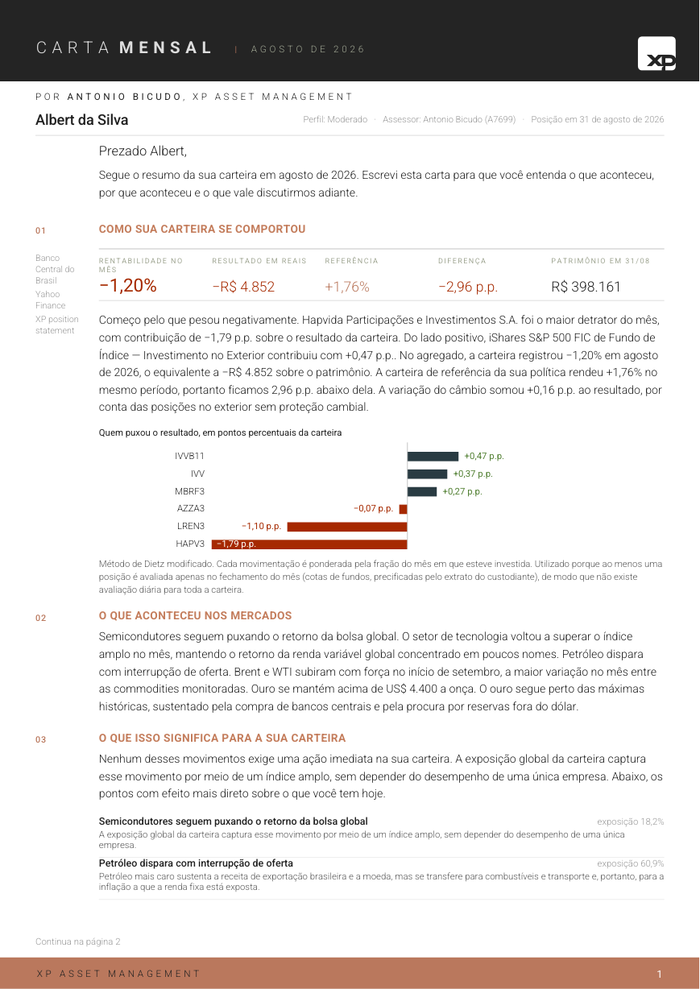 CARTA MENSAL | AGOSTO DE 2026
xp
POR ANTONIO BICUDO, XP ASSET MANAGEMENT
Albert da Silva
Perfil: Moderado · Assessor: Antonio Bicudo (A7699) · Posição em 31 de agosto de 2026
Prezado Albert,
Segue o resumo da sua carteira em agosto de 2026. Escrevi esta carta para que você entenda o que aconteceu,
por que aconteceu e o que vale discutirmos adiante.
01
COMO SUA CARTEIRA SE COMPORTOU
Banco
Central do
Brasil
Yahoo
Finance
XP position
statement
RENTABILIDADE NO
MÊS
−1,20%
RESULTADO EM REAIS
−R$ 4.852
REFERÊNCIA
+1,76%
DIFERENÇA
−2,96 p.p.
PATRIMÔNIO EM 31/08
R$ 398.161
Começo pelo que pesou negativamente. Hapvida Participações e Investimentos S.A. foi o maior detrator do mês,
com contribuição de −1,79 p.p. sobre o resultado da carteira. Do lado positivo, iShares S&P 500 FIC de Fundo de
Índice — Investimento no Exterior contribuiu com +0,47 p.p.. No agregado, a carteira registrou −1,20% em agosto
de 2026, o equivalente a −R$ 4.852 sobre o patrimônio. A carteira de referência da sua política rendeu +1,76% no
mesmo período, portanto ficamos 2,96 p.p. abaixo dela. A variação do câmbio somou +0,16 p.p. ao resultado, por
conta das posições no exterior sem proteção cambial.
Quem puxou o resultado, em pontos percentuais da carteira
IVVB11 +0,47 p.p.
IVV +0,37 p.p.
MBRF3 +0,27 p.p.
AZZA3 −0,07 p.p.
LREN3 −1,10 p.p.
HAPV3 −1,79 p.p.
Método de Dietz modificado. Cada movimentação é ponderada pela fração do mês em que esteve investida. Utilizado porque ao menos uma
posição é avaliada apenas no fechamento do mês (cotas de fundos, precificadas pelo extrato do custodiante), de modo que não existe
avaliação diária para toda a carteira.
02
O QUE ACONTECEU NOS MERCADOS
Semicondutores seguem puxando o retorno da bolsa global. O setor de tecnologia voltou a superar o índice
amplo no mês, mantendo o retorno da renda variável global concentrado em poucos nomes. Petróleo dispara
com interrupção de oferta. Brent e WTI subiram com força no início de setembro, a maior variação no mês entre
as commodities monitoradas. Ouro se mantém acima de US$ 4.400 a onça. O ouro segue perto das máximas
históricas, sustentado pela compra de bancos centrais e pela procura por reservas fora do dólar.
03
O QUE ISSO SIGNIFICA PARA A SUA CARTEIRA
Nenhum desses movimentos exige uma ação imediata na sua carteira. A exposição global da carteira captura
esse movimento por meio de um índice amplo, sem depender do desempenho de uma única empresa. Abaixo, os
pontos com efeito mais direto sobre o que você tem hoje.
Semicondutores seguem puxando o retorno da bolsa global exposição 18,2%
A exposição global da carteira captura esse movimento por meio de um índice amplo, sem depender do desempenho de uma única
empresa.
Petróleo dispara com interrupção de oferta exposição 60,9%
Petróleo mais caro sustenta a receita de exportação brasileira e a moeda, mas se transfere para combustíveis e transporte e, portanto, para a
inflação a que a renda fixa está exposta.
Continua na página 2
XP ASSET MANAGEMENT 1